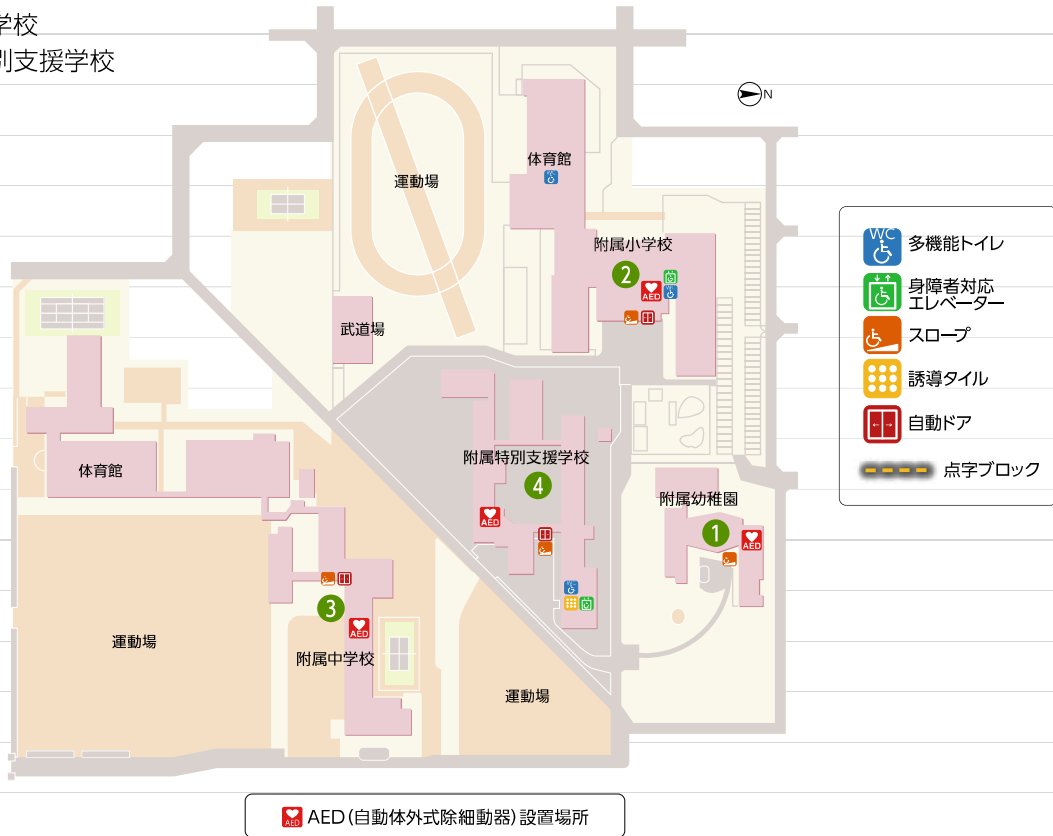 学校
別支援学校
N
体育館
運動場
附属小学校
2
AED
武道場
WC
多機能トイレ
身障者対応
エレベーター
スロープ
誘導タイル
自動ドア
点字ブロック
体育館
附属特別支援学校
4
AED
附属幼稚園
1
AED
3
AED
附属中学校
運動場
運動場
AED AED(自動体外式除細動器)設置場所